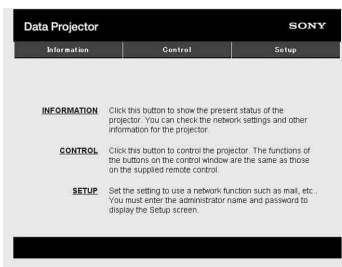 Data Projector SONY
Information Control Setup
INFORMATION Click this button to show the present status of the
projector. You can check the network settings and other
information for the projector.
CONTROL Click this button to control the projector. The functions of
the buttons on the control window are the same as those
on the supplied remote control.
SETUP Set the setting to use a network function such as mail, etc..
You must enter the administrator name and password to
display the Setup screen.